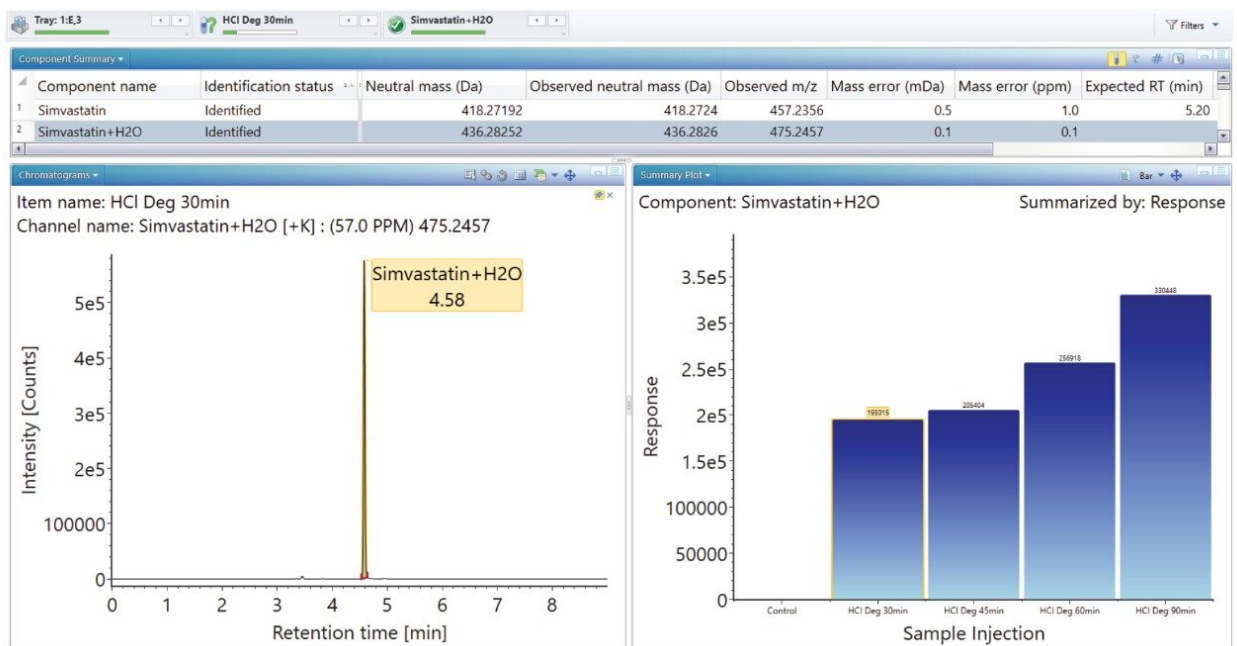 Tray: 1:E,3
HCl Deg 30min
Simvastatin+H2O
Filters
Component Summary
Component name Identification status Neutral mass (Da) Observed neutral mass (Da) Observed m/z Mass error (mDa) Mass error (ppm) Expected RT (min)
1 Simvastatin Identified 418.27192 418.2724 457.2356 0.5 1.0 5.20
2 Simvastatin+H2O Identified 436.28252 436.2826 475.2457 0.1 0.1
Chromatograms
Item name: HCl Deg 30min
Channel name: Simvastatin+H2O [+K] : (57.0 PPM) 475.2457
Simvastatin+H2O
4.58
Intensity [Counts]
5e5
4e5
3e5
2e5
100000
0
0 1 2 3 4 5 6 7 8
Retention time [min]
Summary Plot
Bar
Component: Simvastatin+H2O Summarized by: Response
Response
3.5e5
3e5
2.5e5
2e5
1.5e5
100000
50000
0
195015
205404
256918
330448
Control HCl Deg 30min HCl Deg 45min HCl Deg 60min HCl Deg 90min
Sample Injection